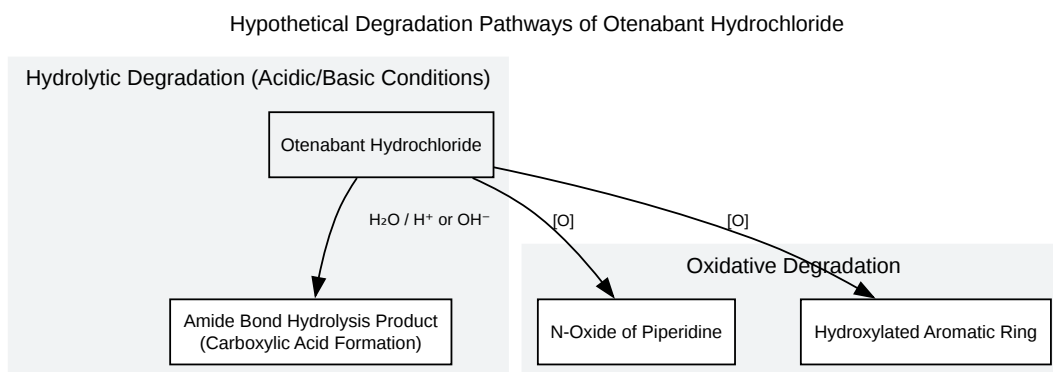 Hypothetical Degradation Pathways of Otenabant Hydrochloride
Hydrolytic Degradation (Acidic/Basic Conditions)
Otenabant Hydrochloride
H₂O / H⁺ or OH⁻
[O]
[O]
Oxidative Degradation
Amide Bond Hydrolysis Product
(Carboxylic Acid Formation)
N-Oxide of Piperidine
Hydroxylated Aromatic Ring